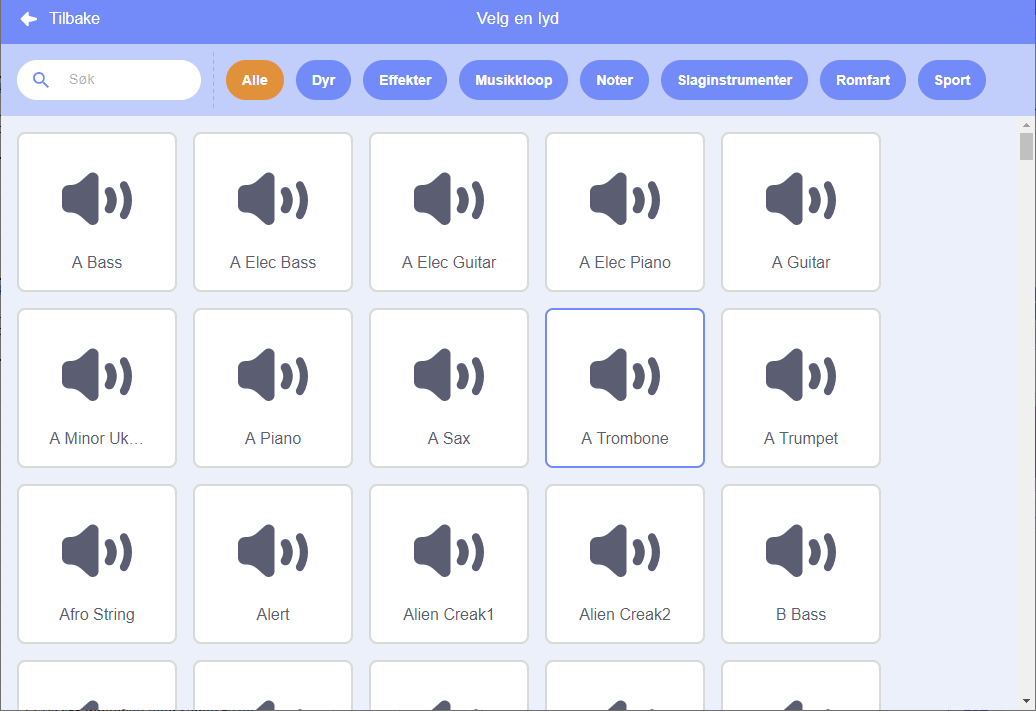 Tilbake
Velg en lyd
Søk
Alle
Dyr
Effekter
Musikkloop
Noter
Slaginstrumenter
Romfart
Sport
A Bass
A Elec Bass
A Elec Guitar
A Elec Piano
A Guitar
A Minor Uk…
A Piano
A Sax
A Trombone
A Trumpet
Afro String
Alert
Alien Creak1
Alien Creak2
B Bass